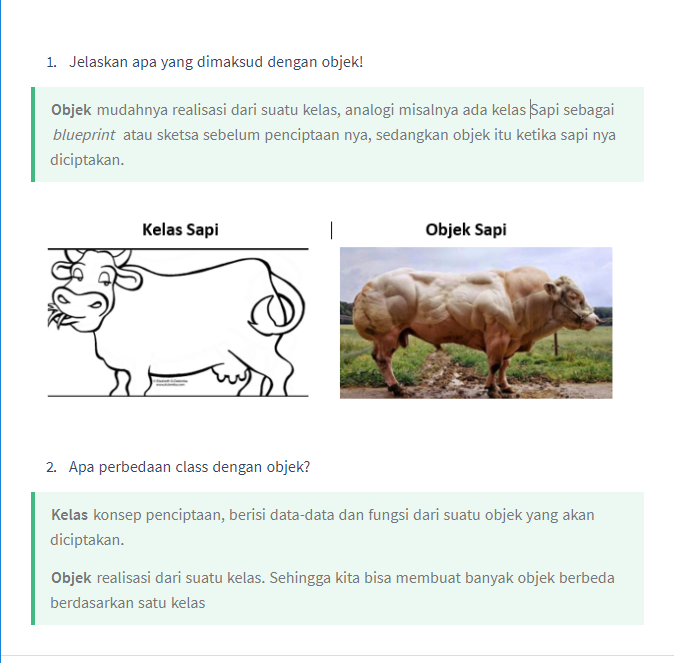 1. Jelaskan apa yang dimaksud dengan objek!
Objek mudahnya realisasi dari suatu kelas, analogi misalnya ada kelas Sapi sebagai
blueprint atau sketsa sebelum penciptaan nya, sedangkan objek itu ketika sapi nya
diciptakan.
Kelas Sapi
Objek Sapi
2. Apa perbedaan class dengan objek?
Kelas konsep penciptaan, berisi data-data dan fungsi dari suatu objek yang akan
diciptakan.
Objek realisasi dari suatu kelas. Sehingga kita bisa membuat banyak objek berbeda
berdasarkan satu kelas